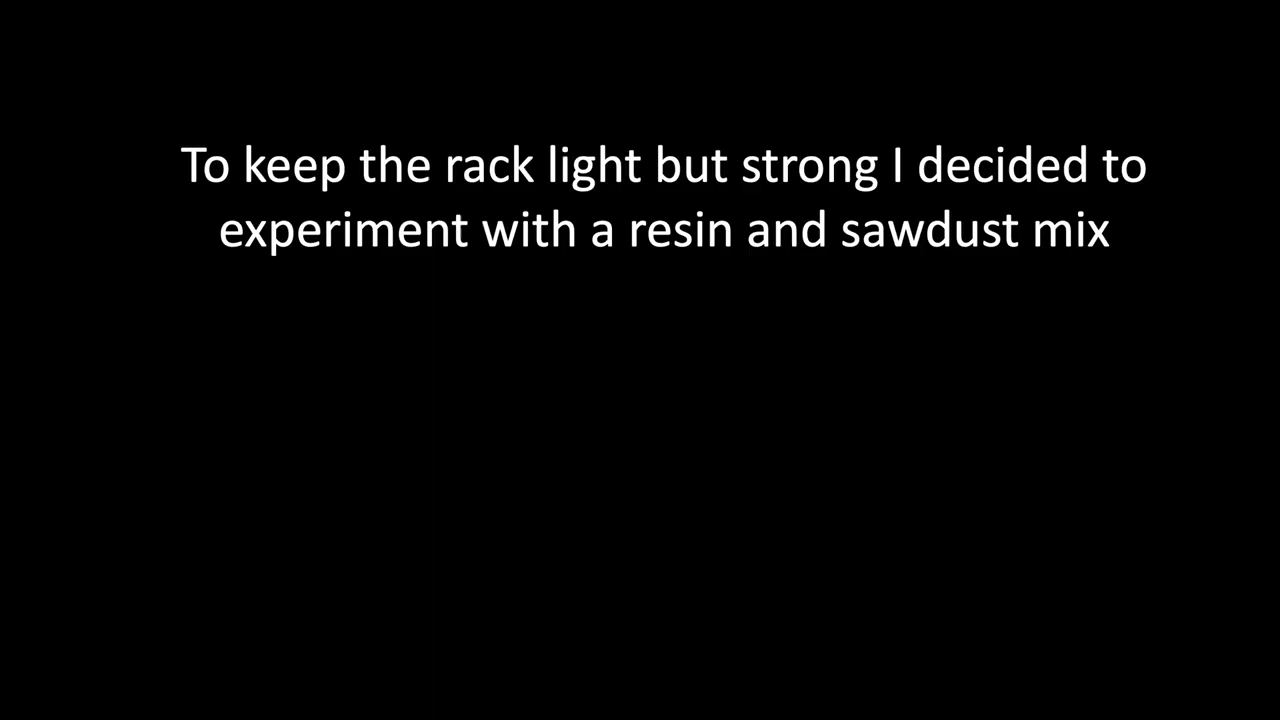 To keep the rack light but strong I decided to
experiment with a resin and sawdust mix